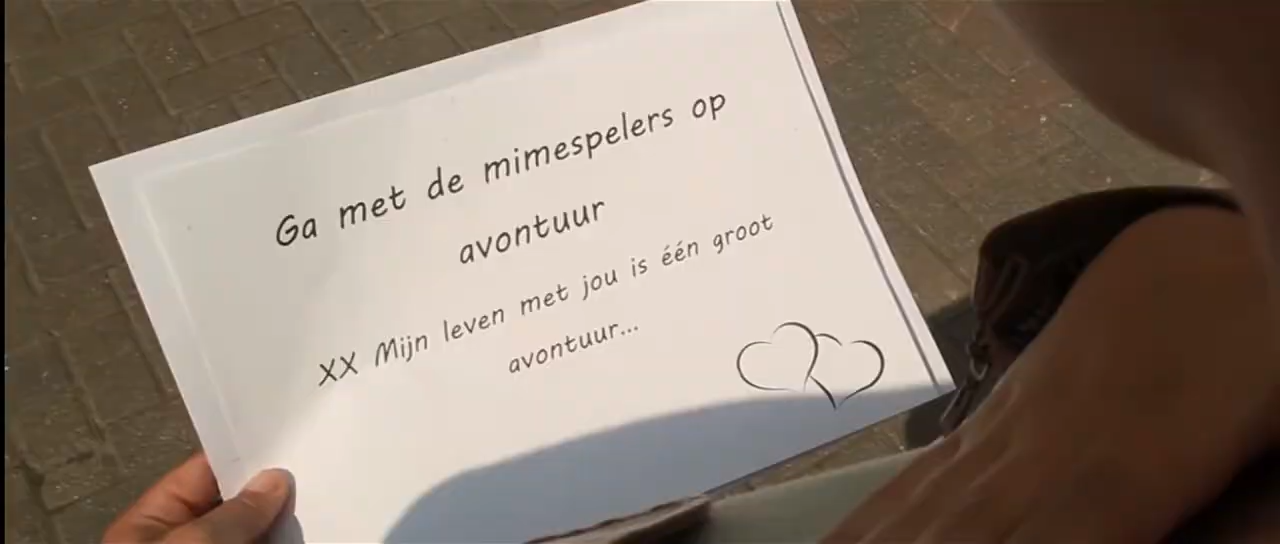 Ga met de mimespelers op
avontuur
XX Mijn leven met jou is één groot
avontuur...